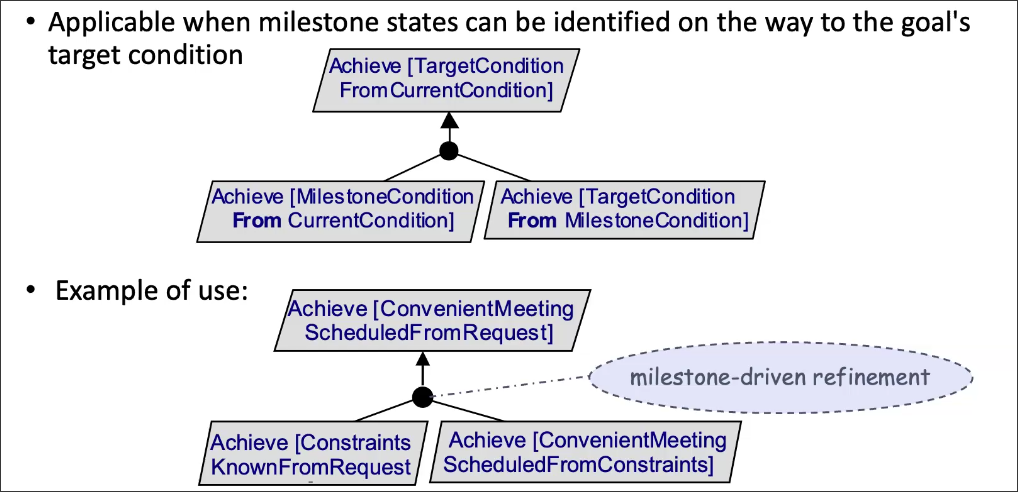 • Applicable when milestone states can be identified on the way to the goal's
target condition
Achieve [TargetCondition
FromCurrentCondition]
Achieve [MilestoneCondition
From CurrentCondition]
Achieve [TargetCondition
From MilestoneCondition]
• Example of use:
Achieve [ConvenientMeeting
ScheduledFromRequest]
milestone-driven refinement
Achieve [Constraints
KnownFromRequest
Achieve [ConvenientMeeting
ScheduledFromConstraints]